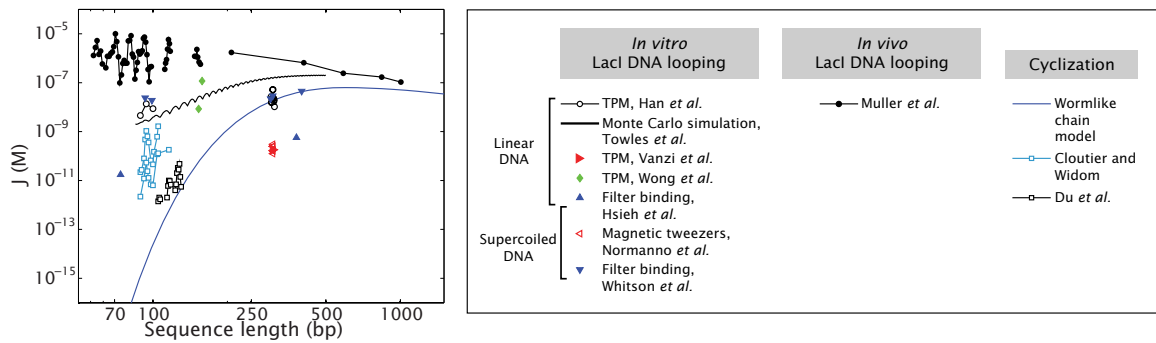 J (M)
10⁻⁵
10⁻⁷
10⁻⁹
10⁻¹¹
10⁻¹³
10⁻¹⁵
70 100 250 500 1000
Sequence length (bp)
In vitro
LacI DNA looping
In vivo
LacI DNA looping
Cyclization
Linear
DNA
TPM, Han et al.
Monte Carlo simulation,
Towles et al.
TPM, Vanzi et al.
TPM, Wong et al.
Filter binding,
Hsieh et al.
Supercoiled
DNA
Magnetic tweezers,
Normanno et al.
Filter binding,
Whitson et al.
Muller et al.
Wormlike
chain model
Cloutier and
Widom
Du et al.